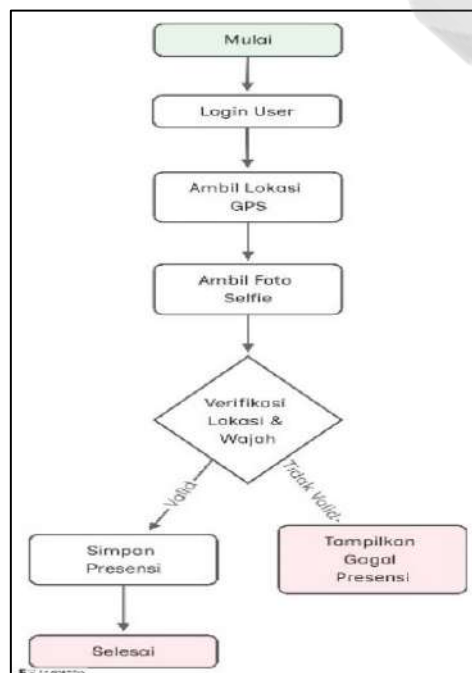 Mulai
Login User
Ambil Lokasi
GPS
Ambil Foto
Selfie
Verifikasi
Lokasi &
Wajah
Valid
Tidak Valid
Simpan
Presensi
Tampilkan
Gagal
Presensi
Selesai